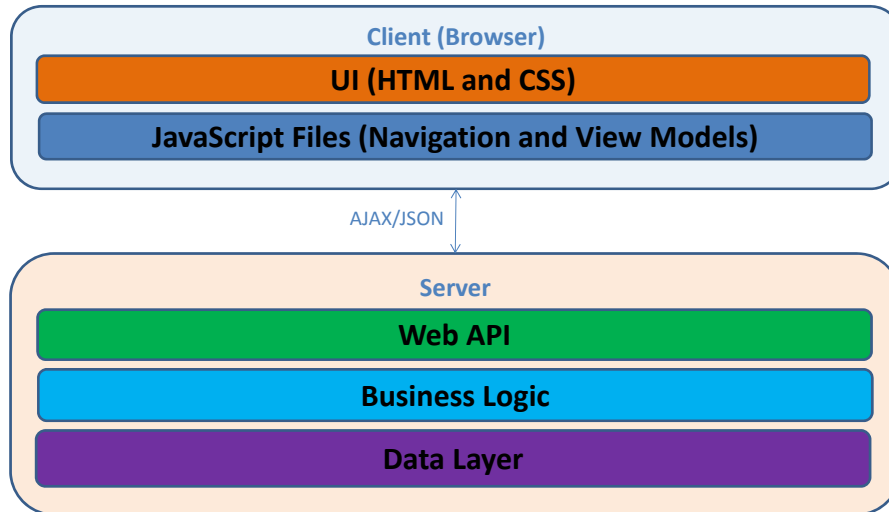 Client (Browser)
UI (HTML and CSS)
JavaScript Files (Navigation and View Models)
AJAX/JSON
Server
Web API
Business Logic
Data Layer